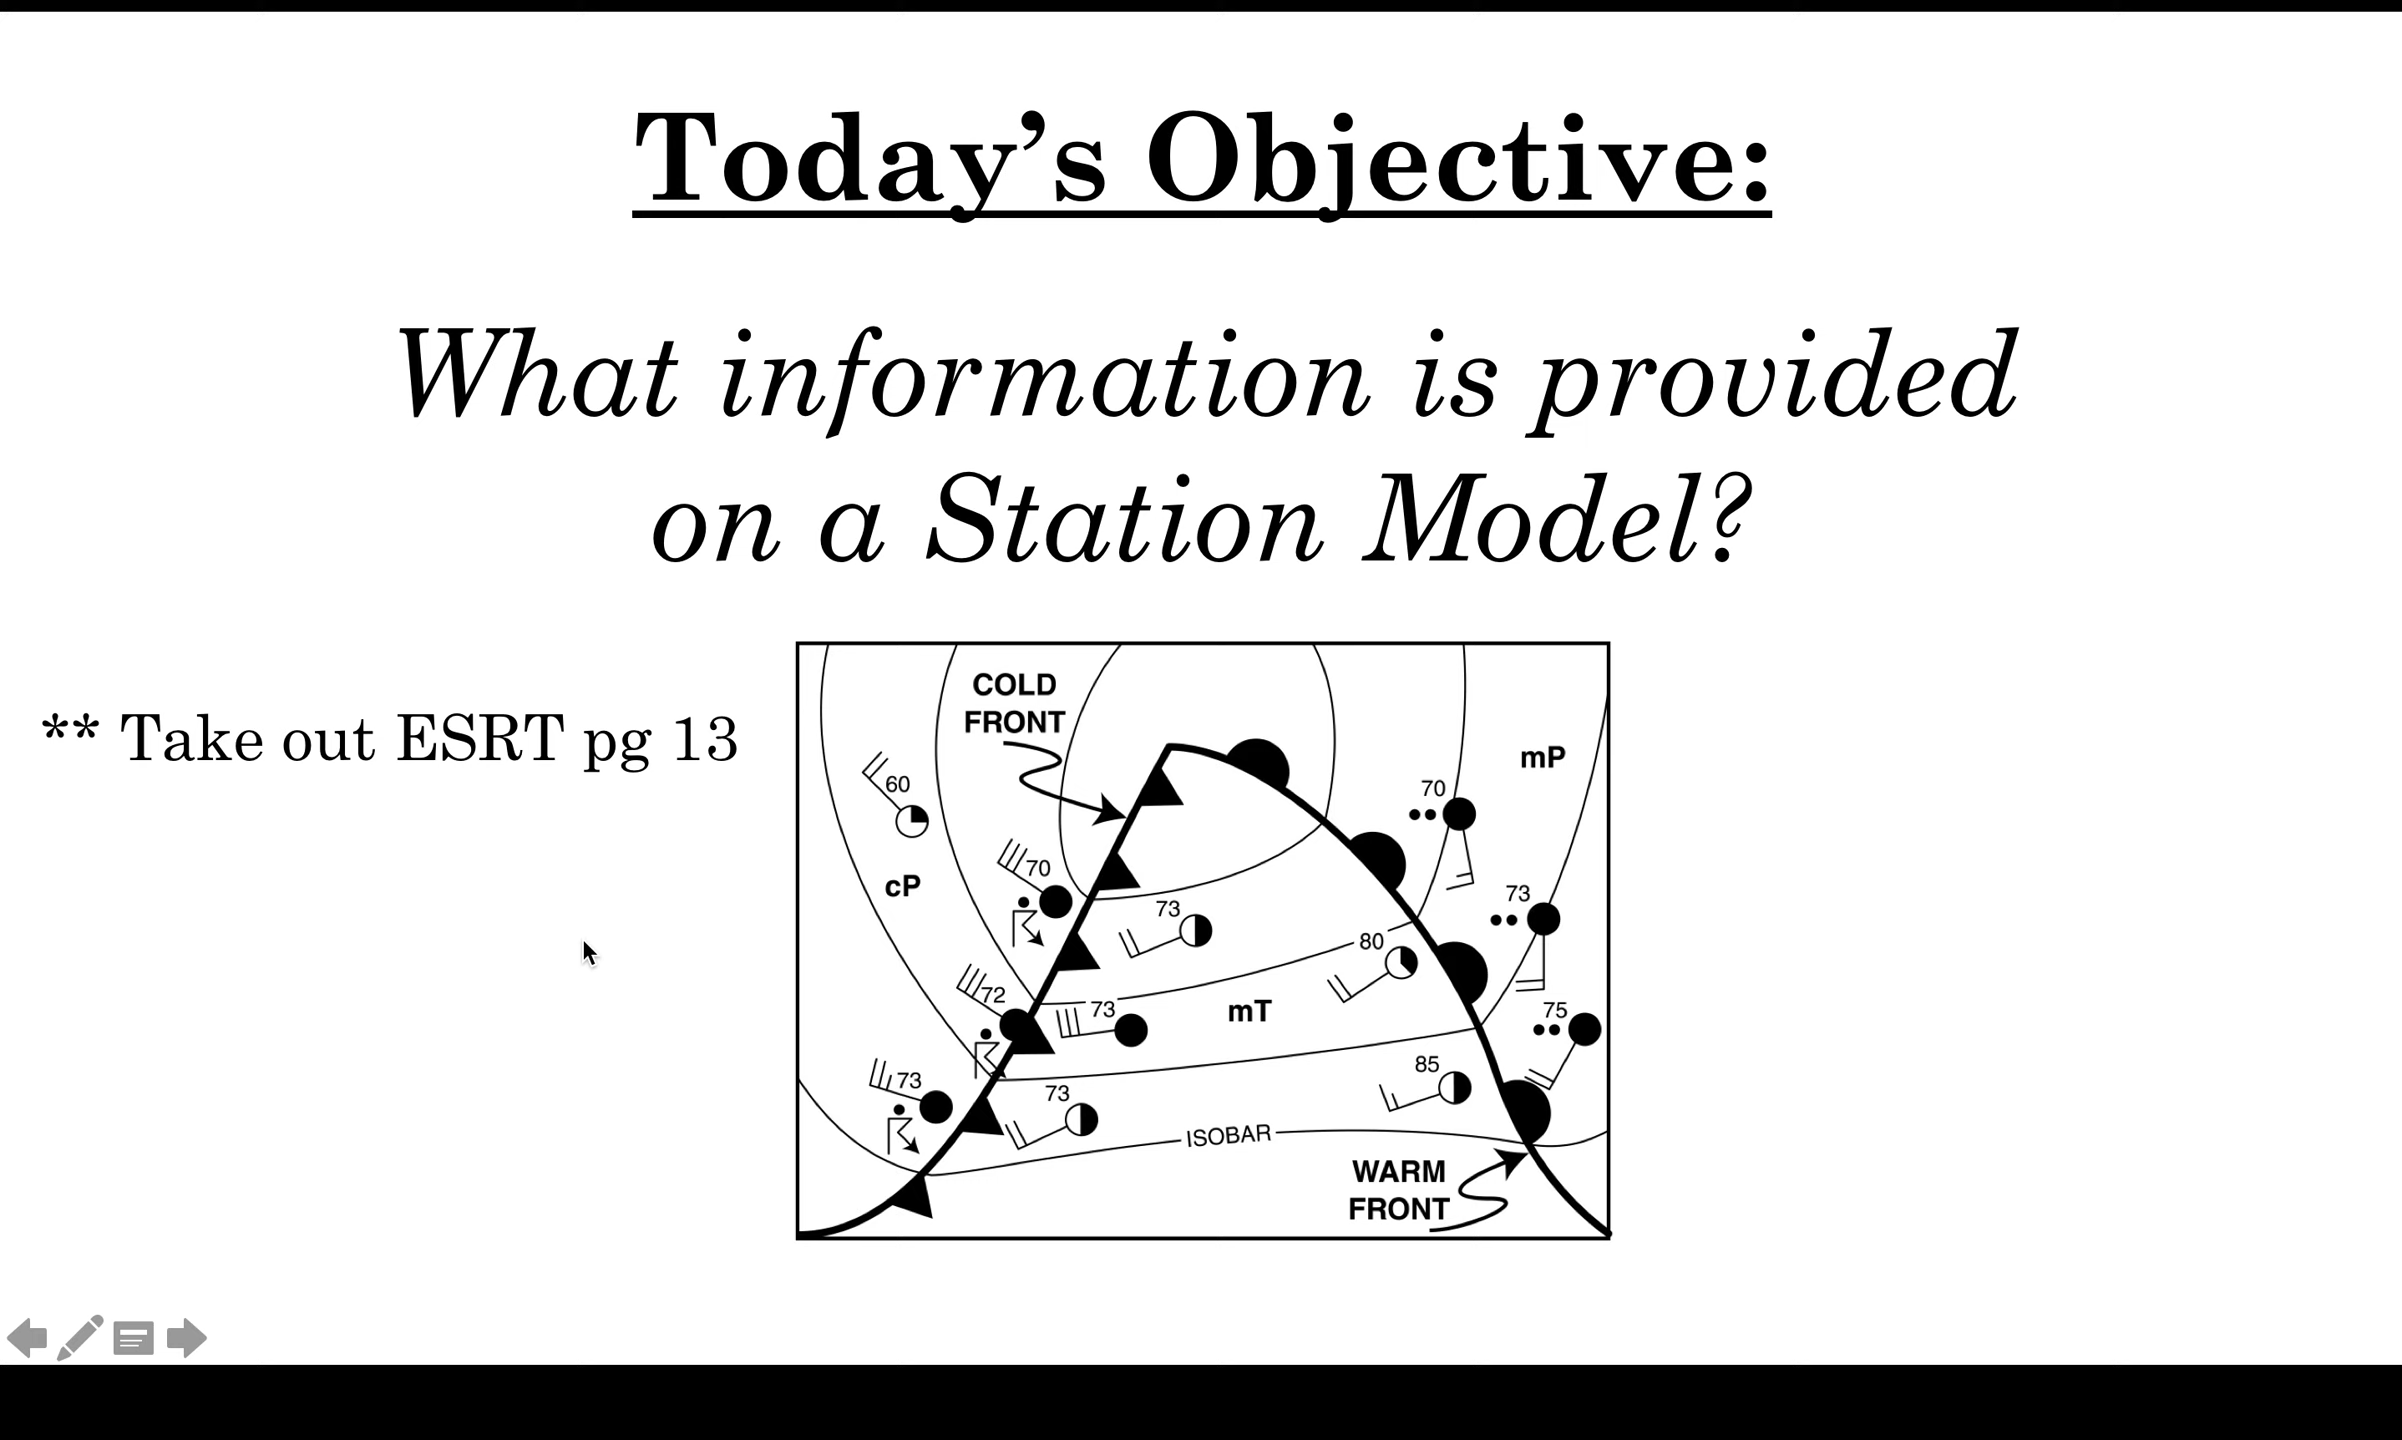 Today’s Objective:
What information is provided
on a Station Model?
** Take out ESRT pg 13
COLD
FRONT
mP
60
70
cP
70
73
73
80
72
73
mT
75
73
85
73
ISOBAR
WARM
FRONT